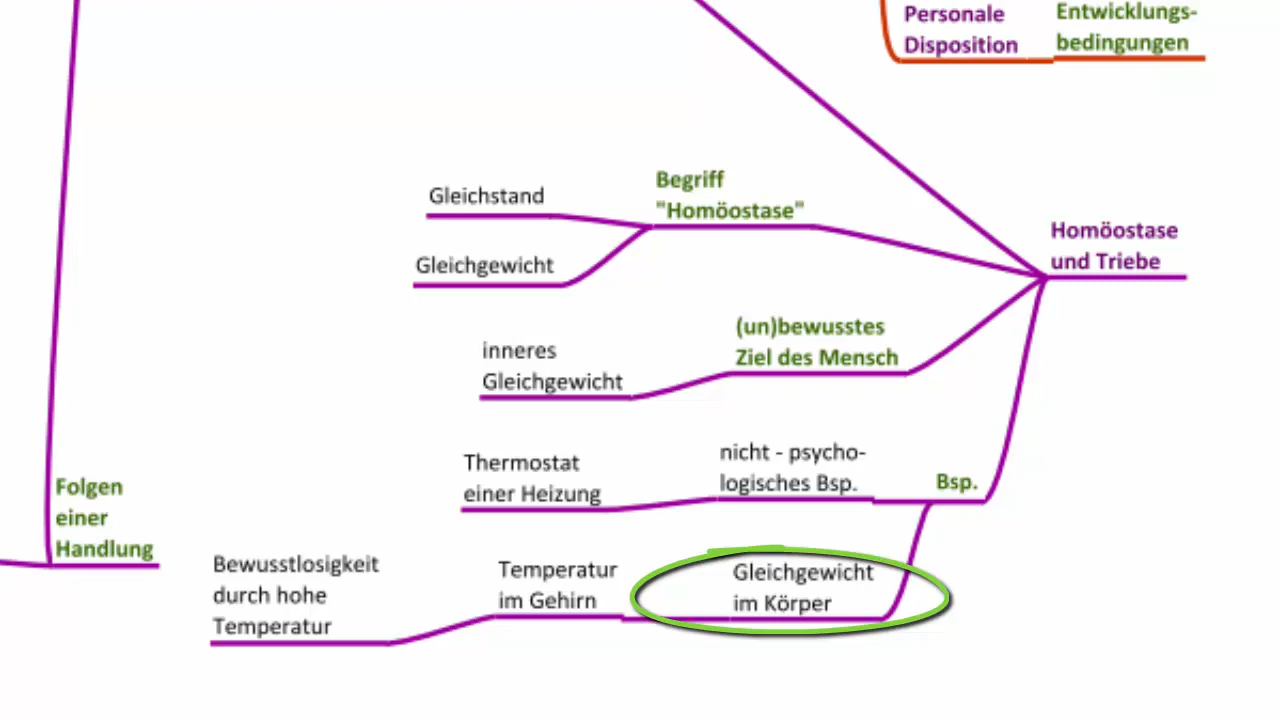 Personale
Disposition
Entwicklungs-
bedingungen
Homöostase
und Triebe
Begriff
"Homöostase"
Gleichstand
Gleichgewicht
(un)bewusstes
Ziel des Mensch
inneres
Gleichgewicht
Bsp.
nicht - psycho-
logisches Bsp.
Thermostat
einer Heizung
Gleichgewicht
im Körper
Temperatur
im Gehirn
Bewusstlosigkeit
durch hohe
Temperatur
Folgen
einer
Handlung